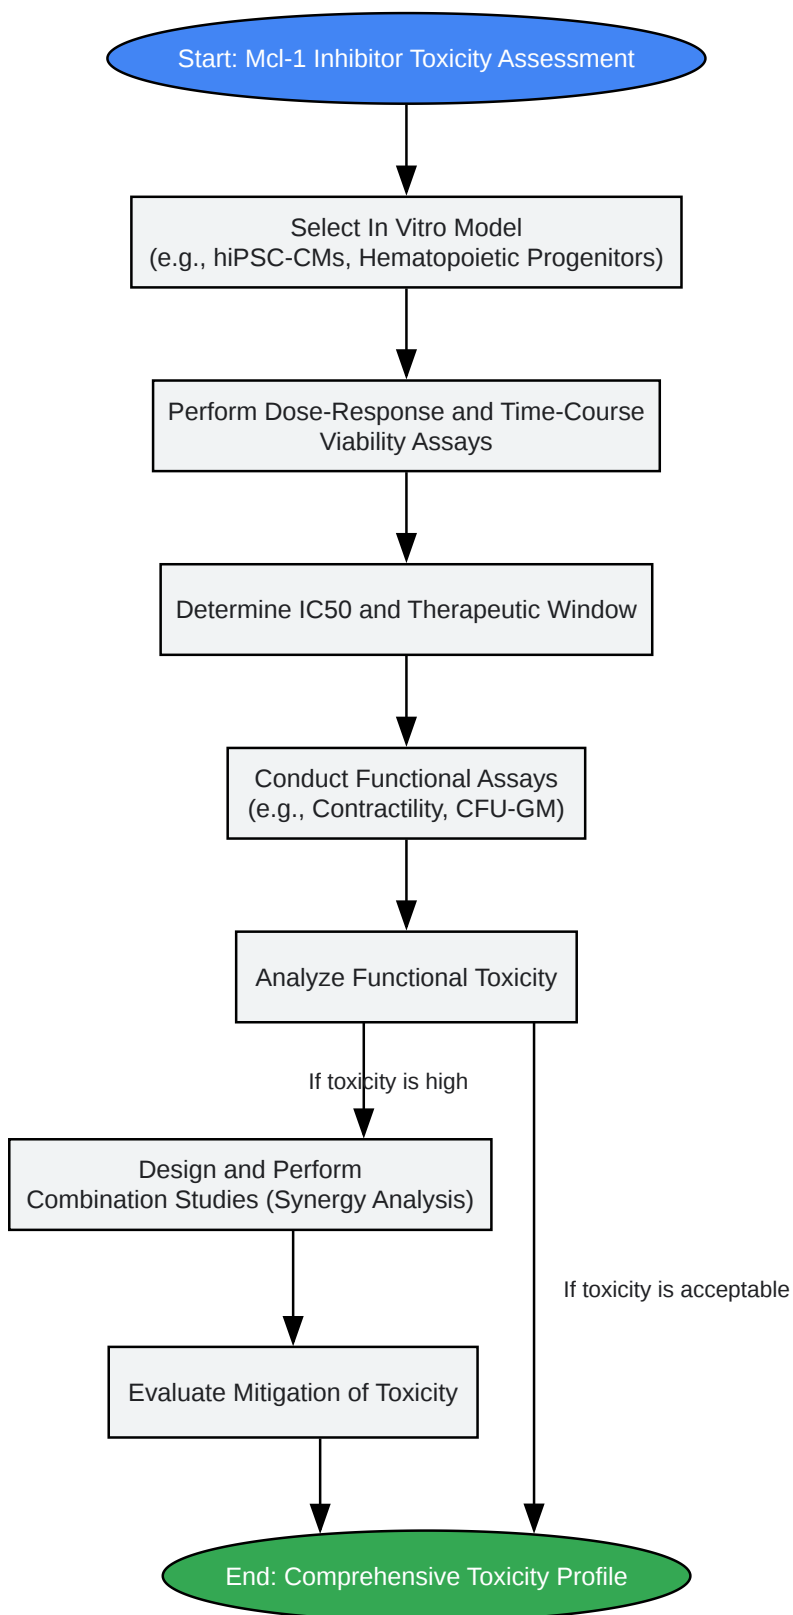 Start: Mcl-1 Inhibitor Toxicity Assessment
Select In Vitro Model
(e.g., hiPSC-CMs, Hematopoietic Progenitors)
Perform Dose-Response and Time-Course
Viability Assays
Determine IC50 and Therapeutic Window
Conduct Functional Assays
(e.g., Contractility, CFU-GM)
Analyze Functional Toxicity
If toxicity is high
Design and Perform
Combination Studies (Synergy Analysis)
If toxicity is acceptable
Evaluate Mitigation of Toxicity
End: Comprehensive Toxicity Profile